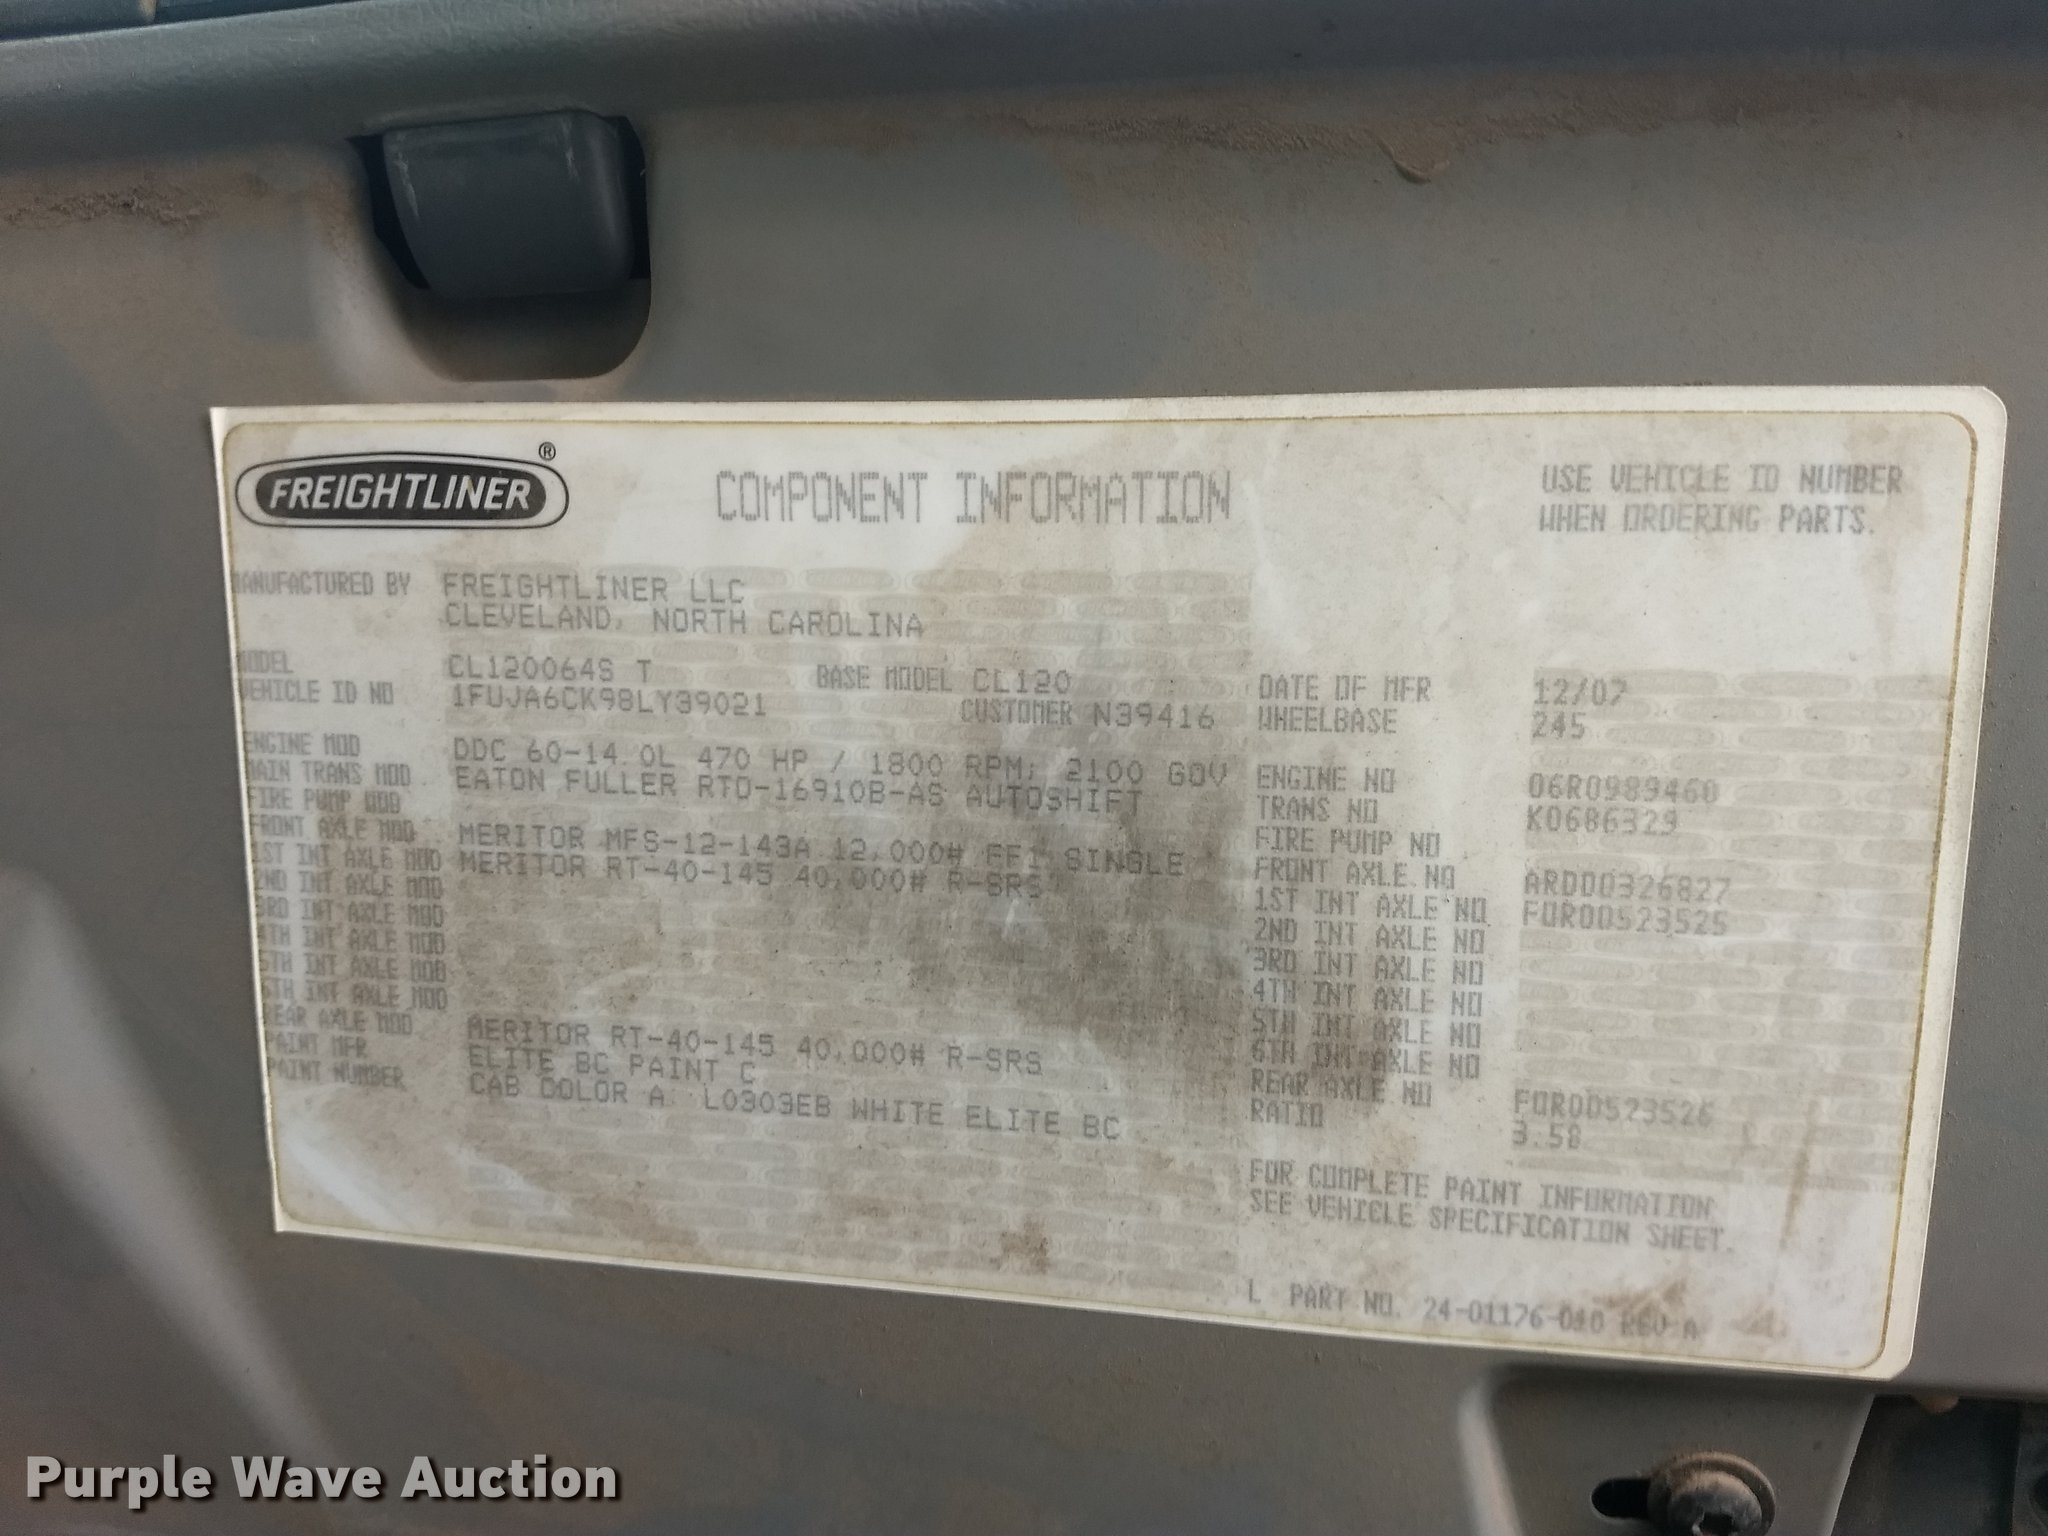 FREIGHTLINER ®
COMPONENT INFORMATION
USE VEHICLE ID NUMBER
WHEN ORDERING PARTS.
MANUFACTURED BY FREIGHTLINER LLC
CLEVELAND, NORTH CAROLINA
MODEL CL120064S T BASE MODEL CL120 DATE OF MFR 12/07
VEHICLE ID NO 1FUJA6CK98LY39021 CUSTOMER N39416 WHEELBASE 245
ENGINE MOD DDC 60-14.0L 470 HP / 1800 RPM; 2100 GOV ENGINE NO 06R0989460
MAIN TRANS MOD EATON FULLER RTO-16910B-AS AUTOSHIFT TRANS NO K0686329
FIRE PUMP MOD FIRE PUMP NO
FRONT AXLE MOD MERITOR MFS-12-143A 12,000# FF1 SINGLE FRONT AXLE NO ARD00326827
1ST INT AXLE MOD MERITOR RT-40-145 40,000# R-SRS 1ST INT AXLE NO FOR00523525
2ND INT AXLE MOD 2ND INT AXLE NO
3RD INT AXLE MOD 3RD INT AXLE NO
4TH INT AXLE MOD 4TH INT AXLE NO
5TH INT AXLE MOD 5TH INT AXLE NO
6TH INT AXLE MOD 6TH INT AXLE NO
REAR AXLE MOD MERITOR RT-40-145 40,000# R-SRS REAR AXLE NO FOR00523526
PAINT MFR ELITE BC PAINT C RATIO 3.58
PAINT NUMBER CAB COLOR A: L0303EB WHITE ELITE BC
FOR COMPLETE PAINT INFORMATION
SEE VEHICLE SPECIFICATION SHEET.
L PART NO. 24-01176-010 REV A
Purple Wave Auction